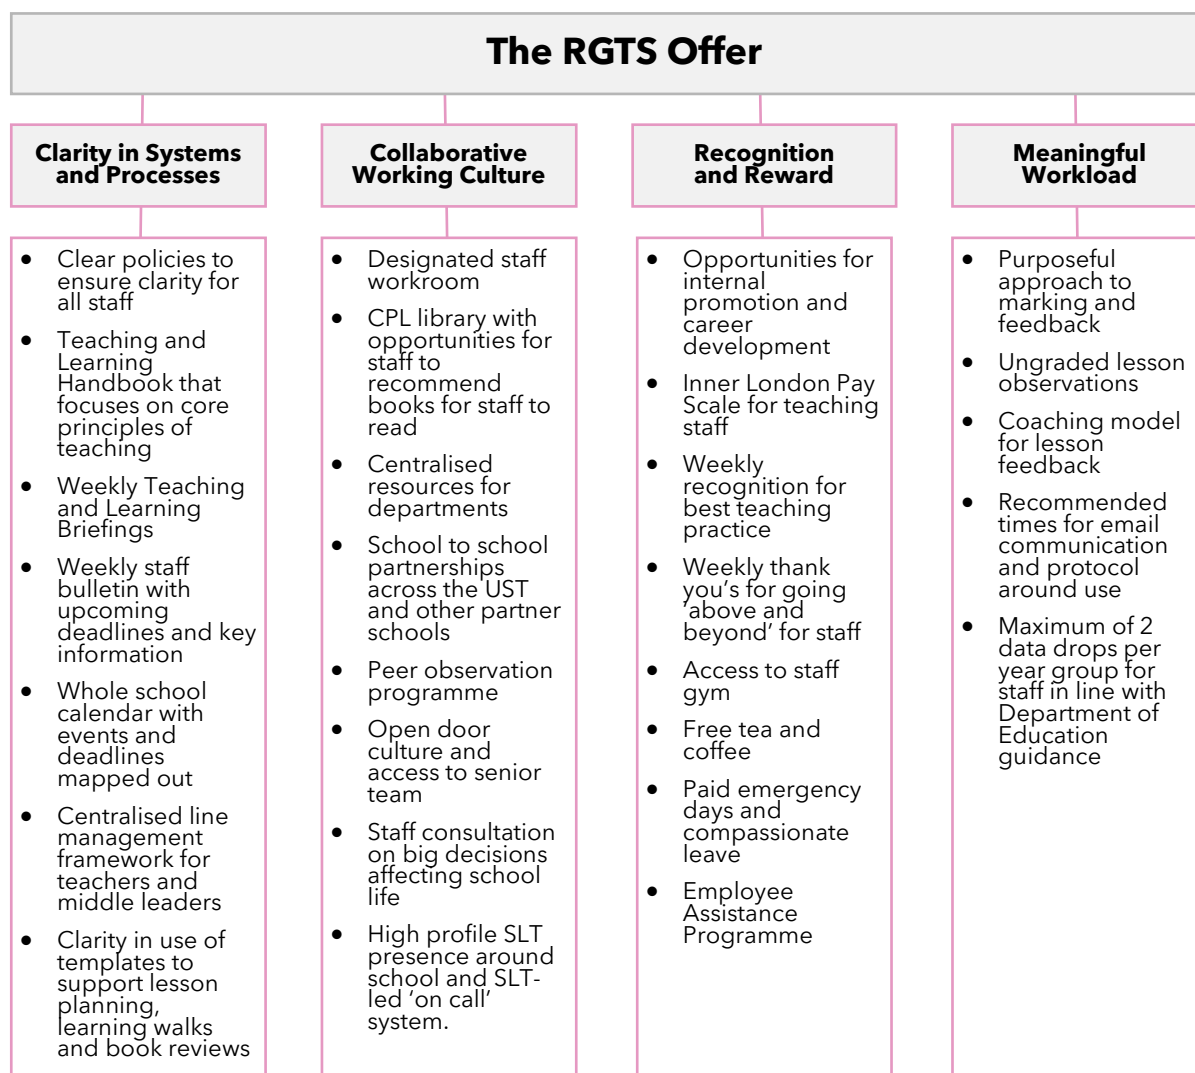 The RGTS Offer
Clarity in Systems
and Processes
• Clear policies to
ensure clarity for
all staff
• Teaching and
Learning
Handbook that
focuses on core
principles of
teaching
• Weekly Teaching
and Learning
Briefings
• Weekly staff
bulletin with
upcoming
deadlines and key
information
• Whole school
calendar with
events and
deadlines
mapped out
• Centralised line
management
framework for
teachers and
middle leaders
• Clarity in use of
templates to
support lesson
planning,
learning walks
and book reviews
Collaborative
Working Culture
• Designated staff
workroom
• CPL library with
opportunities for
staff to
recommend
books for staff to
read
• Centralised
resources for
departments
• School to school
partnerships
across the UST
and other partner
schools
• Peer observation
programme
• Open door
culture and
access to senior
team
• Staff consultation
on big decisions
affecting school
life
• High profile SLT
presence around
school and SLT-
led ‘on call’
system.
Recognition
and Reward
• Opportunities for
internal
promotion and
career
development
• Inner London Pay
Scale for teaching
staff
• Weekly
recognition for
best teaching
practice
• Weekly thank
you’s for going
‘above and
beyond’ for staff
• Access to staff
gym
• Free tea and
coffee
• Paid emergency
days and
compassionate
leave
• Employee
Assistance
Programme
Meaningful
Workload
• Purposeful
approach to
marking and
feedback
• Ungraded lesson
observations
• Coaching model
for lesson
feedback
• Recommended
times for email
communication
and protocol
around use
• Maximum of 2
data drops per
year group for
staff in line with
Department of
Education
guidance